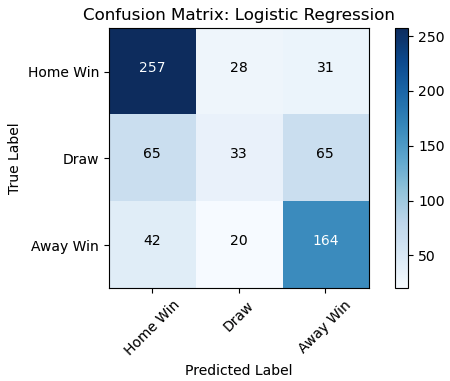 Confusion Matrix: Logistic Regression
True Label
Home Win
Draw
Away Win
257 28 31
65 33 65
42 20 164
Home Win
Draw
Away Win
Predicted Label
250
200
150
100
50